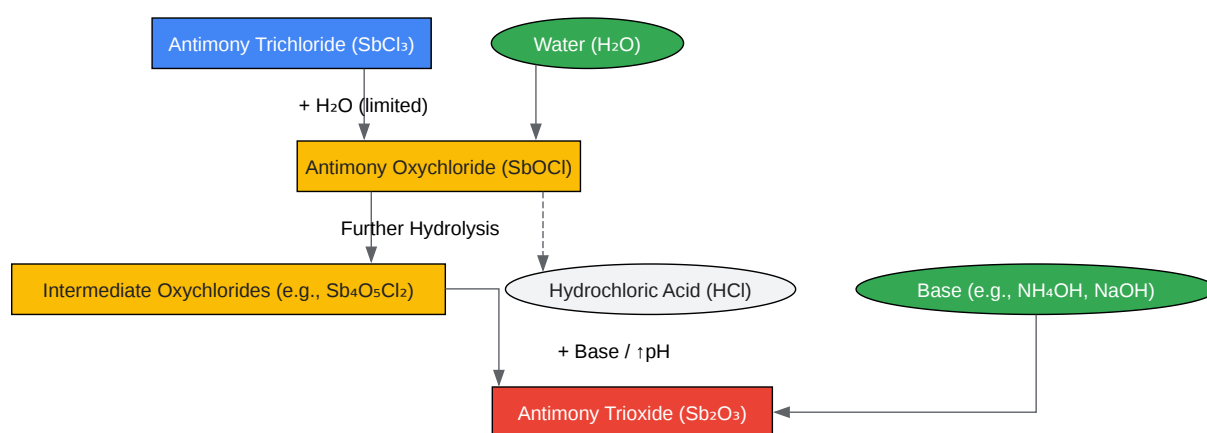 Antimony Trichloride (SbCl₃)
Water (H₂O)
+ H₂O (limited)
Antimony Oxychloride (SbOCl)
Further Hydrolysis
Intermediate Oxychlorides (e.g., Sb₄O₅Cl₂)
Hydrochloric Acid (HCl)
Base (e.g., NH₄OH, NaOH)
+ Base / ↑pH
Antimony Trioxide (Sb₂O₃)